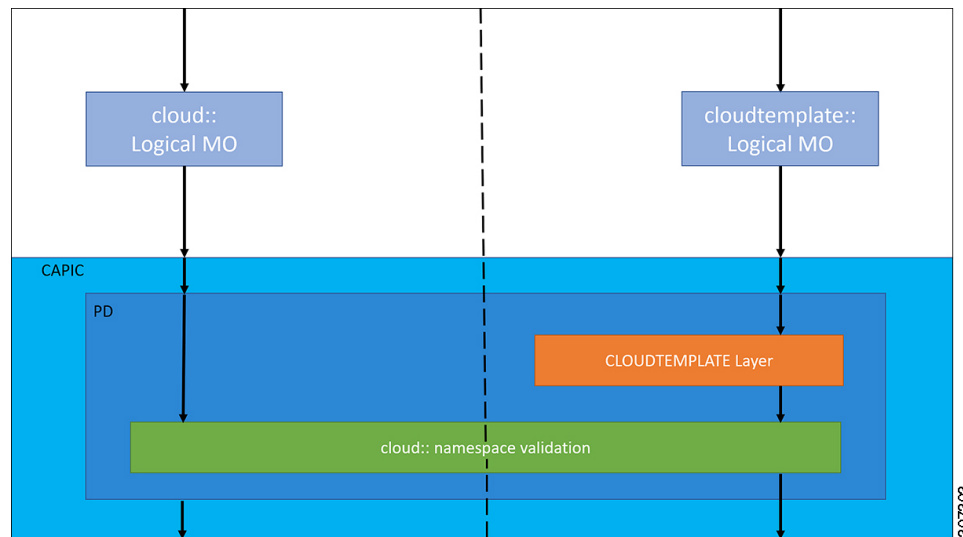 cloud::
Logical MO
cloudtemplate::
Logical MO
CAPIC
PD
CLOUDTEMPLATE Layer
cloud:: namespace validation